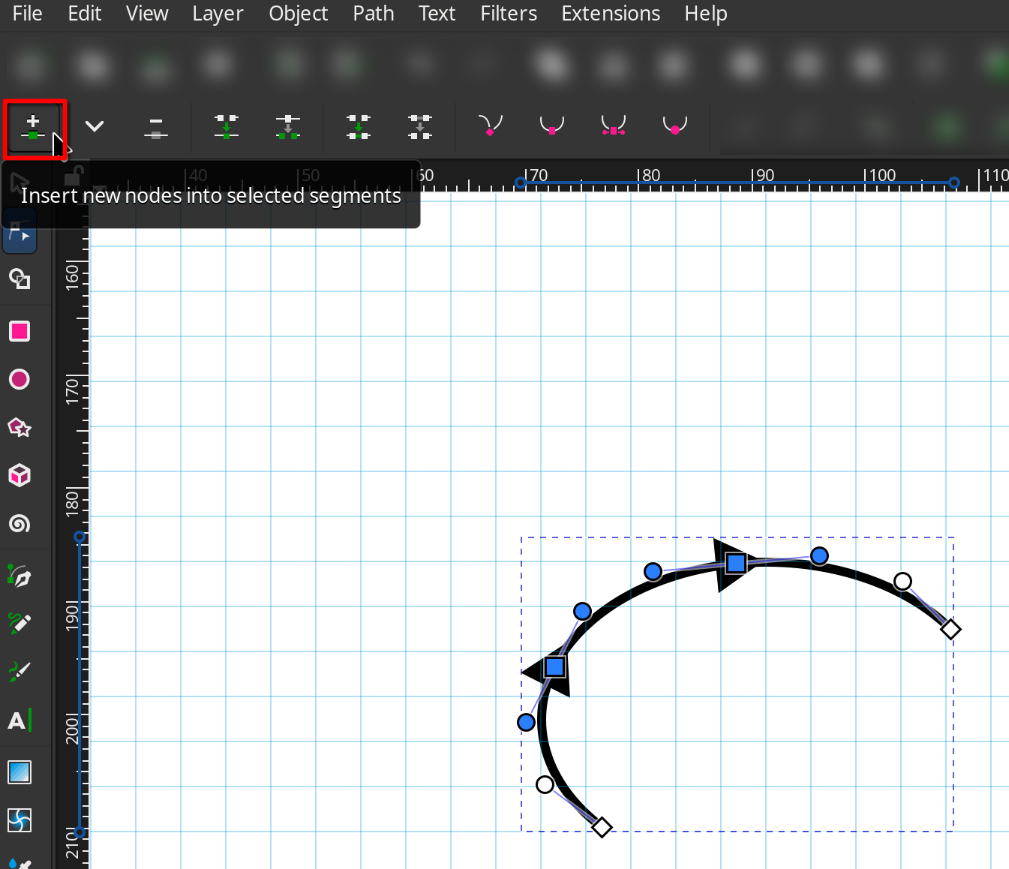 File Edit View Layer Object Path Text Filters Extensions Help
40 50 60 70 80 90 100 110
Insert new nodes into selected segments
160
170
180
190
200
210
A